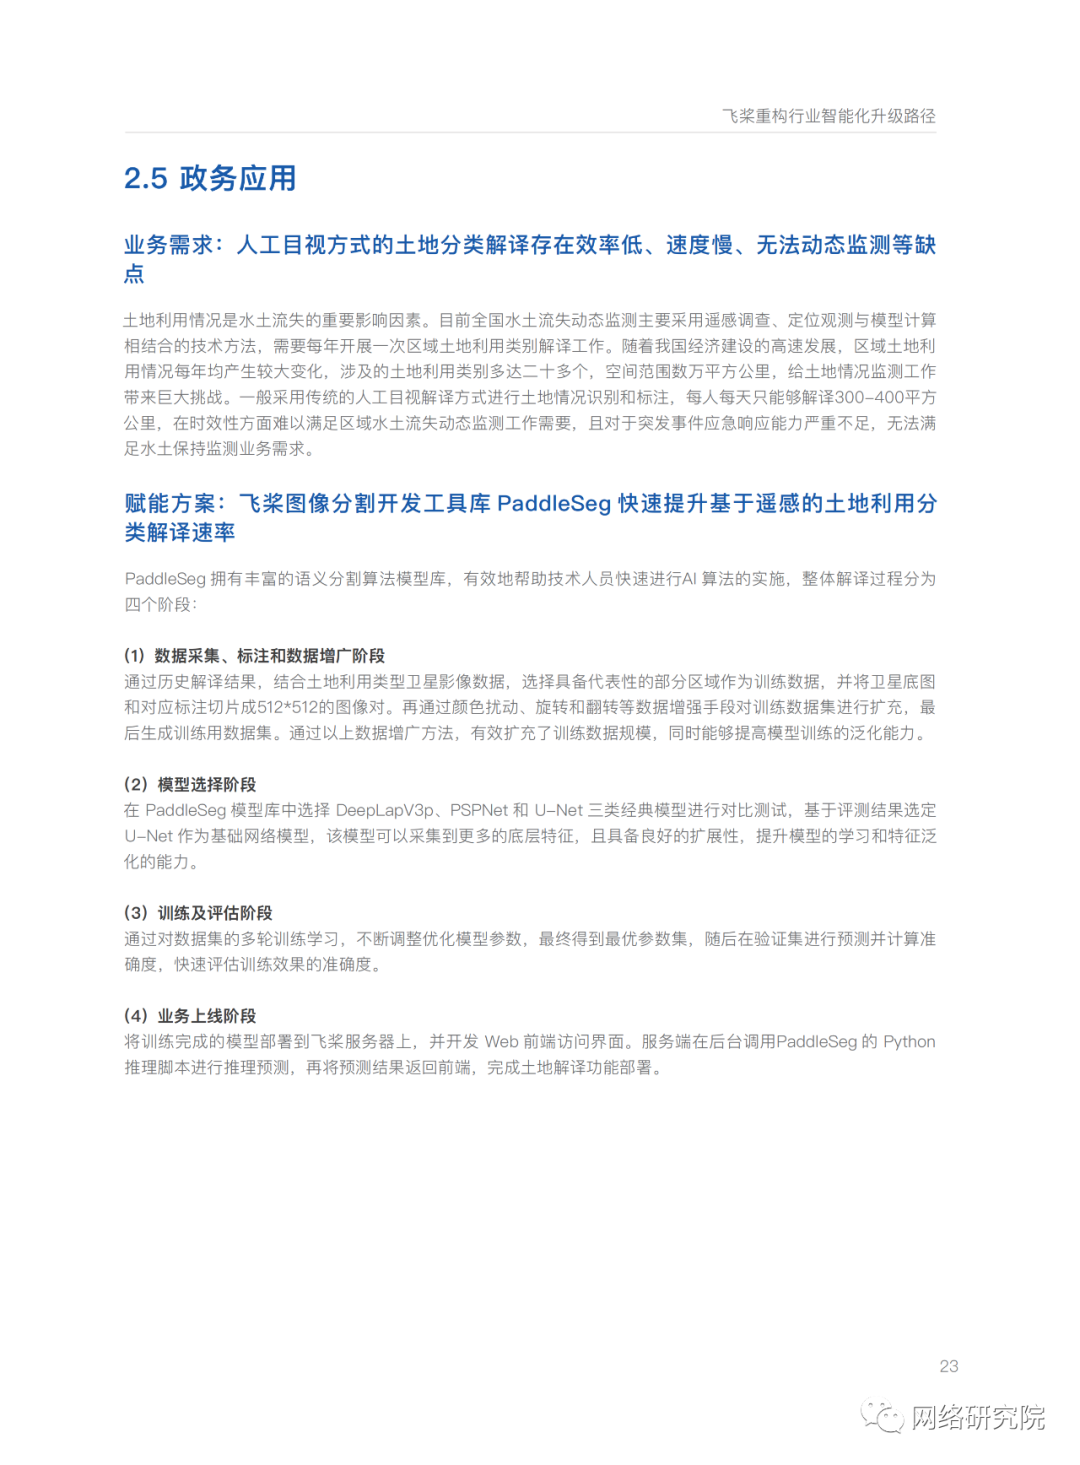 飞桨重构行业智能化升级路径
2.5 政务应用
业务需求：人工目视方式的土地分类解译存在效率低、速度慢、无法动态监测等缺
点
土地利用情况是水土流失的重要影响因素。目前全国水土流失动态监测主要采用遥感调查、定位观测与模型计算
相结合的技术方法，需要每年开展一次区域土地利用类别解译工作。随着我国经济建设的高速发展，区域土地利
用情况每年均产生较大变化，涉及的土地利用类别多达二十多个，空间范围数万平方公里，给土地情况监测工作
带来巨大挑战。一般采用传统的人工目视解译方式进行土地情况识别和标注，每人每天只能够解译300-400平方
公里，在时效性方面难以满足区域水土流失动态监测工作需要，且对于突发事件应急响应能力严重不足，无法满
足水土保持监测业务需求。
赋能方案：飞桨图像分割开发工具库 PaddleSeg 快速提升基于遥感的土地利用分
类解译速率
PaddleSeg 拥有丰富的语义分割算法模型库，有效地帮助技术人员快速进行AI 算法的实施，整体解译过程分为
四个阶段：
（1）数据采集、标注和数据增广阶段
通过历史解译结果，结合土地利用类型卫星影像数据，选择具备代表性的部分区域作为训练数据，并将卫星底图
和对应标注切片成512*512的图像对。再通过颜色扰动、旋转和翻转等数据增强手段对训练数据集进行扩充，最
后生成训练用数据集。通过以上数据增广方法，有效扩充了训练数据规模，同时能够提高模型训练的泛化能力。
（2）模型选择阶段
在 PaddleSeg 模型库中选择 DeepLapV3p、PSPNet 和 U-Net 三类经典模型进行对比测试，基于评测结果选定
U-Net 作为基础网络模型，该模型可以采集到更多的底层特征，且具备良好的扩展性，提升模型的学习和特征泛
化的能力。
（3）训练及评估阶段
通过对数据集的多轮训练学习，不断调整优化模型参数，最终得到最优参数集，随后在验证集进行预测并计算准
确度，快速评估训练效果的准确度。
（4）业务上线阶段
将训练完成的模型部署到飞桨服务器上，并开发 Web 前端访问界面。服务端在后台调用PaddleSeg 的 Python
推理脚本进行推理预测，再将预测结果返回前端，完成土地解译功能部署。
23
网络研究院